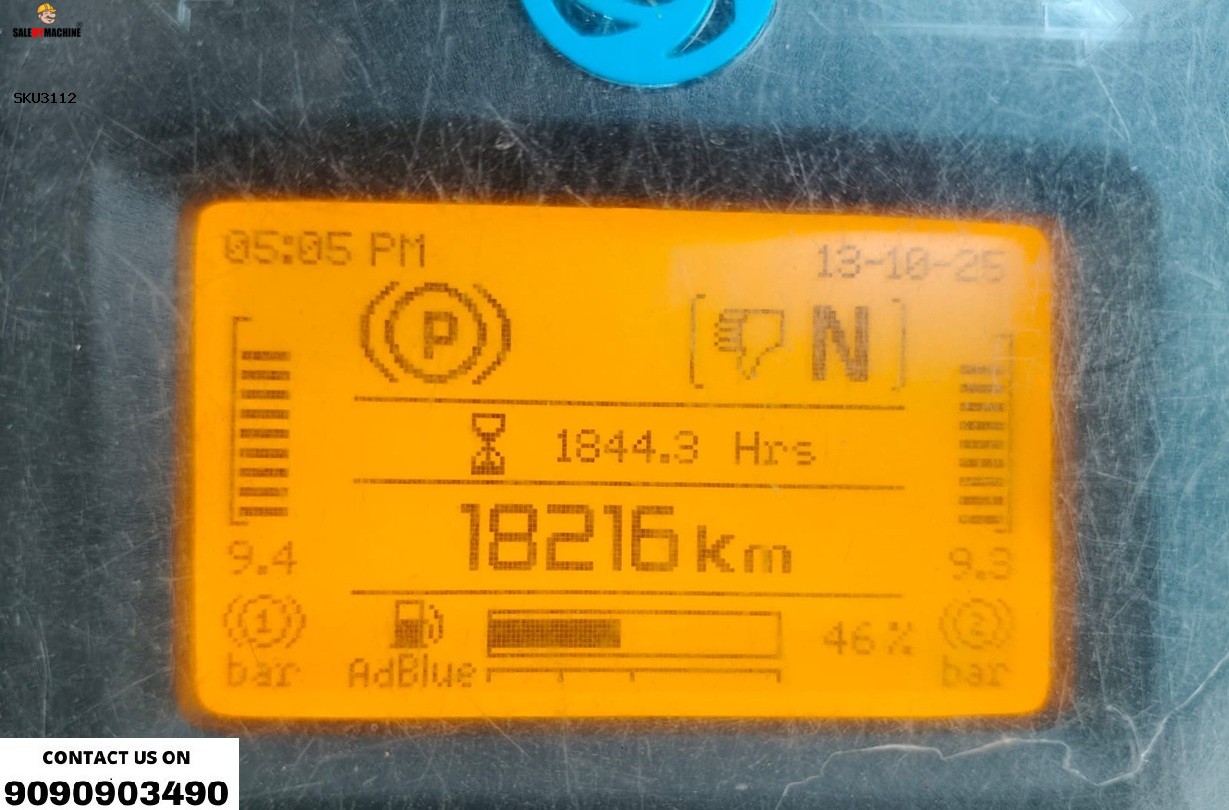 SALE MY MACHINE
SKU3112
05:05 PM
13-10-25
P
N
1844.3 Hrs
18216 km
9.4
9.3
1
46%
2
bar
AdBlue
bar
CONTACT US ON
9090903490